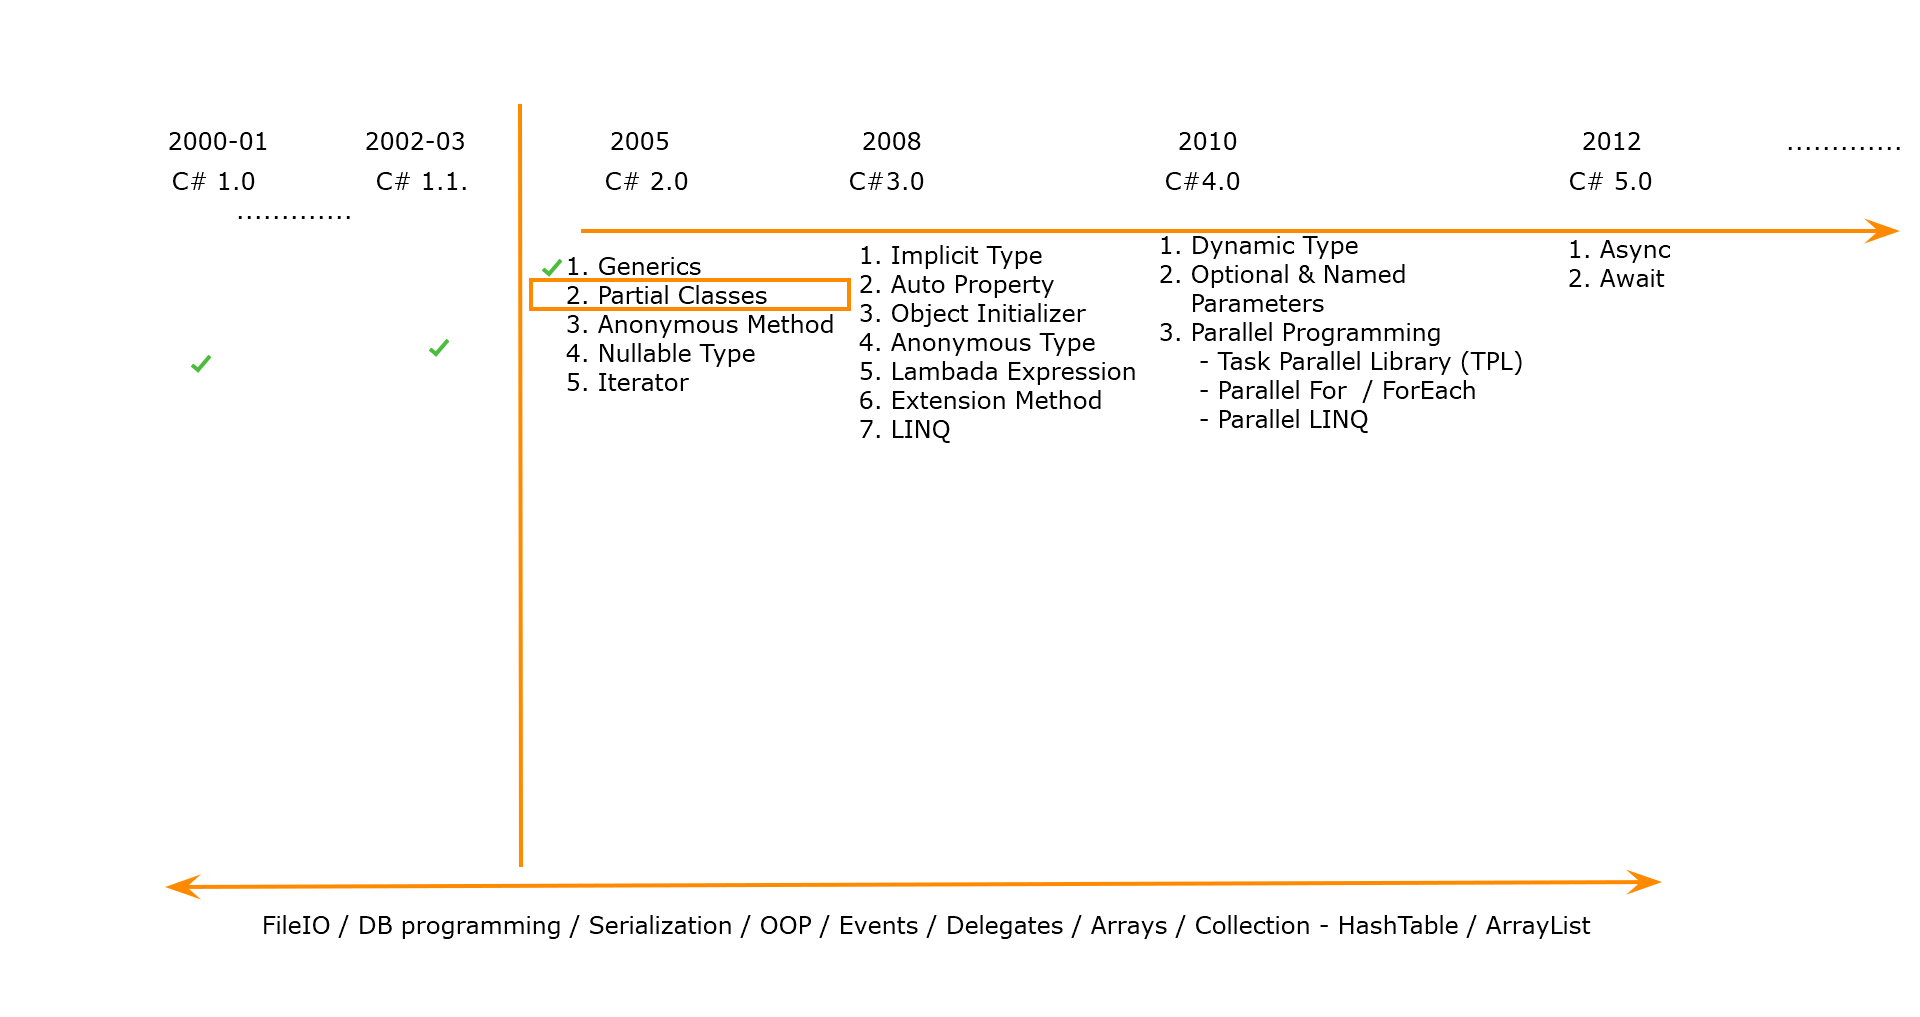 2000-01
C# 1.0
.............
2002-03
C# 1.1.
2005
C# 2.0
1. Generics
2. Partial Classes
3. Anonymous Method
4. Nullable Type
5. Iterator
2008
C#3.0
1. Implicit Type
2. Auto Property
3. Object Initializer
4. Anonymous Type
5. Lambada Expression
6. Extension Method
7. LINQ
2010
C#4.0
1. Dynamic Type
2. Optional & Named
Parameters
3. Parallel Programming
- Task Parallel Library (TPL)
- Parallel For  / ForEach
- Parallel LINQ
2012
C# 5.0
1. Async
2. Await
.............
FileIO / DB programming / Serialization / OOP / Events / Delegates / Arrays / Collection - HashTable / ArrayList